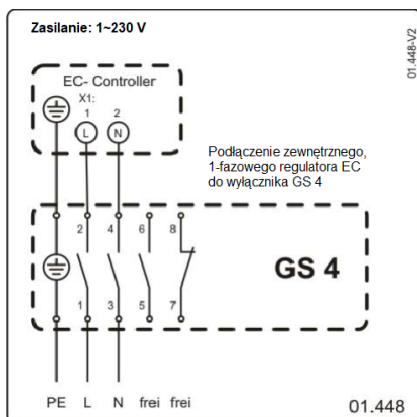 Zasilanie: 1~230 V
01.448-V2
EC- Controller
X1:
1 2
L N
Podłączenie zewnętrznego,
1-fazowego regulatora EC
do wyłącznika GS 4
2 4 6 8
GS 4
1 3 5 7
PE L N frei frei
01.448